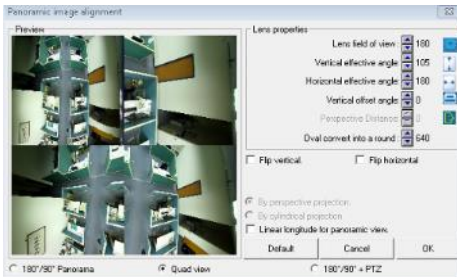 Panoramic image alignment
Preview
Lens properties
Lens field of view: 180
Vertical effective angle: 105
Horizontal effective angle: 180
Vertical offset angle: 0
Perspective Distance: 0
Oval convert into a round: 640
Flip vertical. Flip horizontal
By perspective projection.
By cylindrical projection
Linear longitude for panoramic view.
Default Cancel OK
180°/90° Panorama Quad view 180°/90° + PTZ